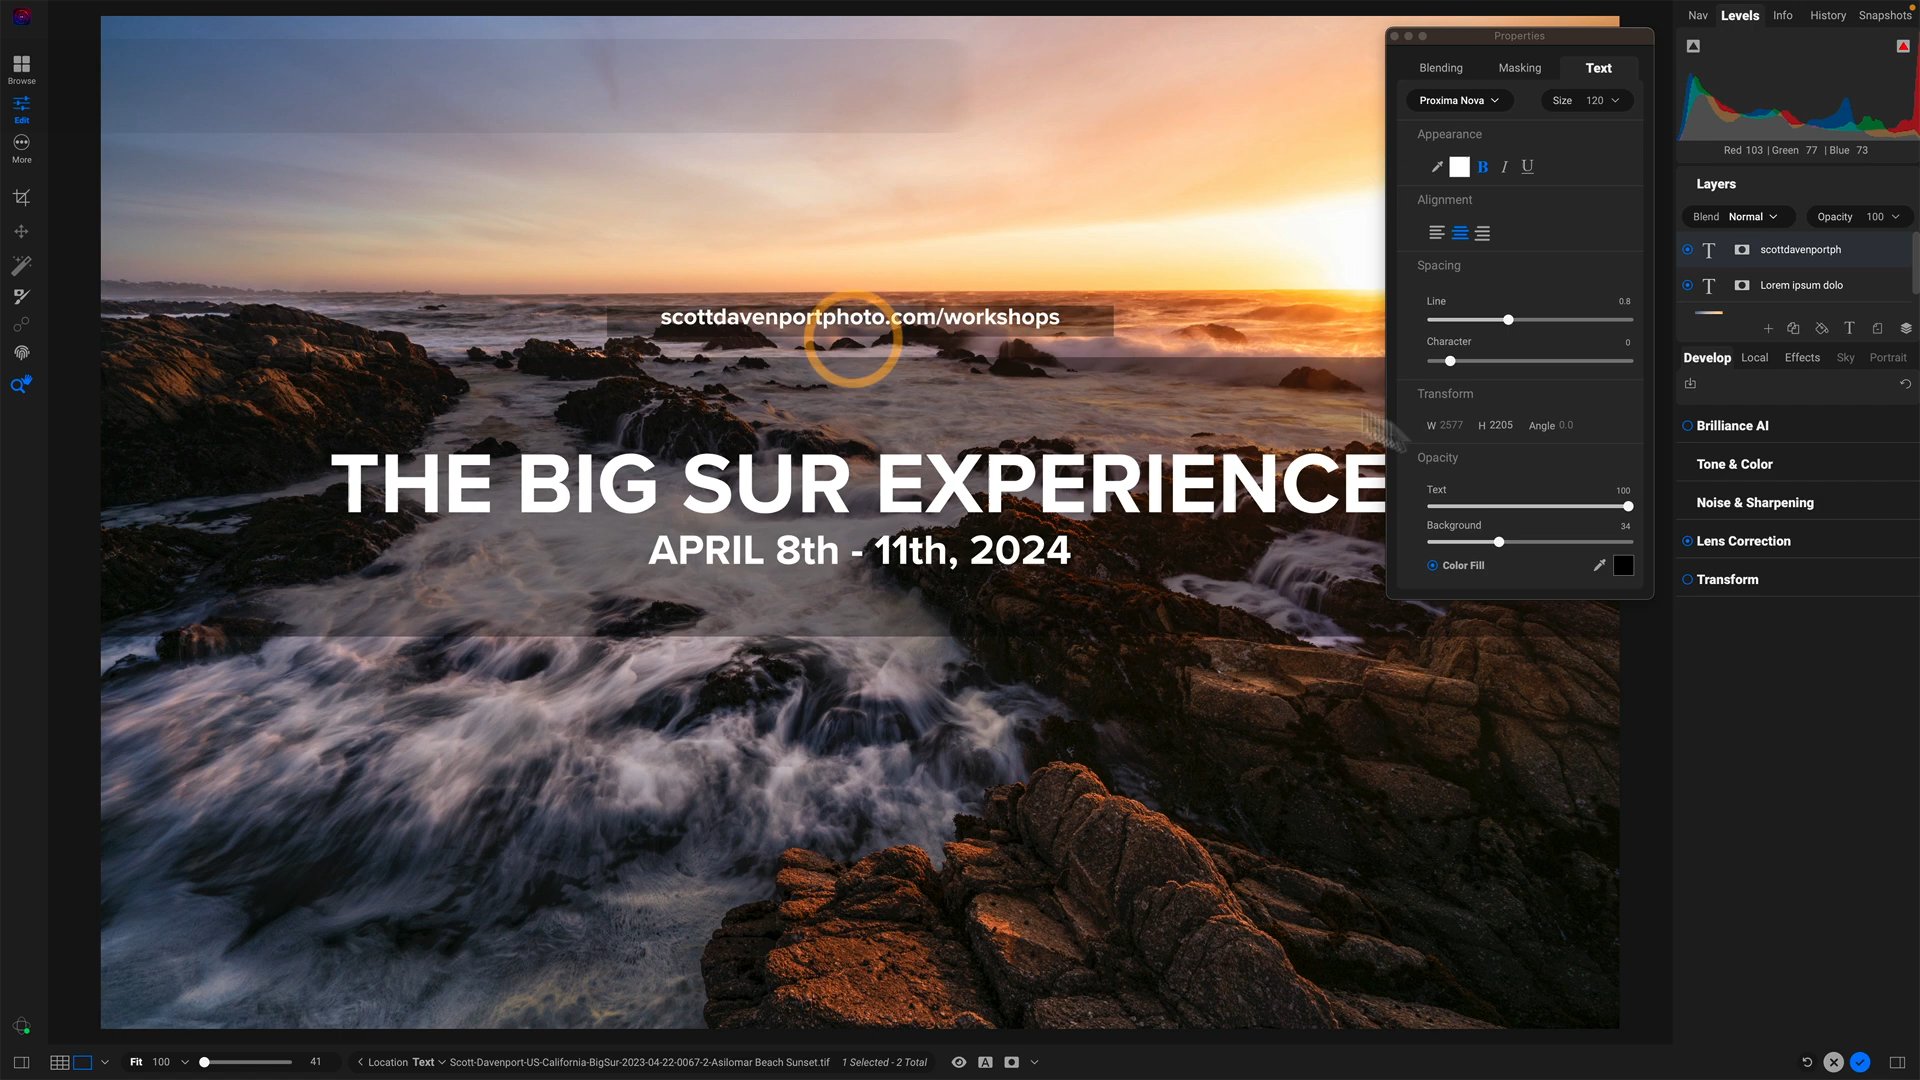 Browse
Edit
More
scottdavenportphoto.com/workshops
THE BIG SUR EXPERIENCE
APRIL 8th - 11th, 2024
Properties
Blending Masking Text
Proxima Nova Size 120
Appearance
B I U
Alignment
Spacing
Line 0.8
Character 0
Transform
W 2577 H 2205 Angle 0.0
Opacity
Text 100
Background 34
Color Fill
Nav Levels Info History Snapshots
Red 103 | Green 77 | Blue 73
Layers
Blend Normal Opacity 100
T scottdavenportph
T Lorem ipsum dolo
T
Develop Local Effects Sky Portrait
Brilliance AI
Tone & Color
Noise & Sharpening
Lens Correction
Transform
Fit 100 41 Location Text Scott-Davenport-US-California-BigSur-2023-04-22-0067-2-Asilomar Beach Sunset.tif 1 Selected - 2 Total A